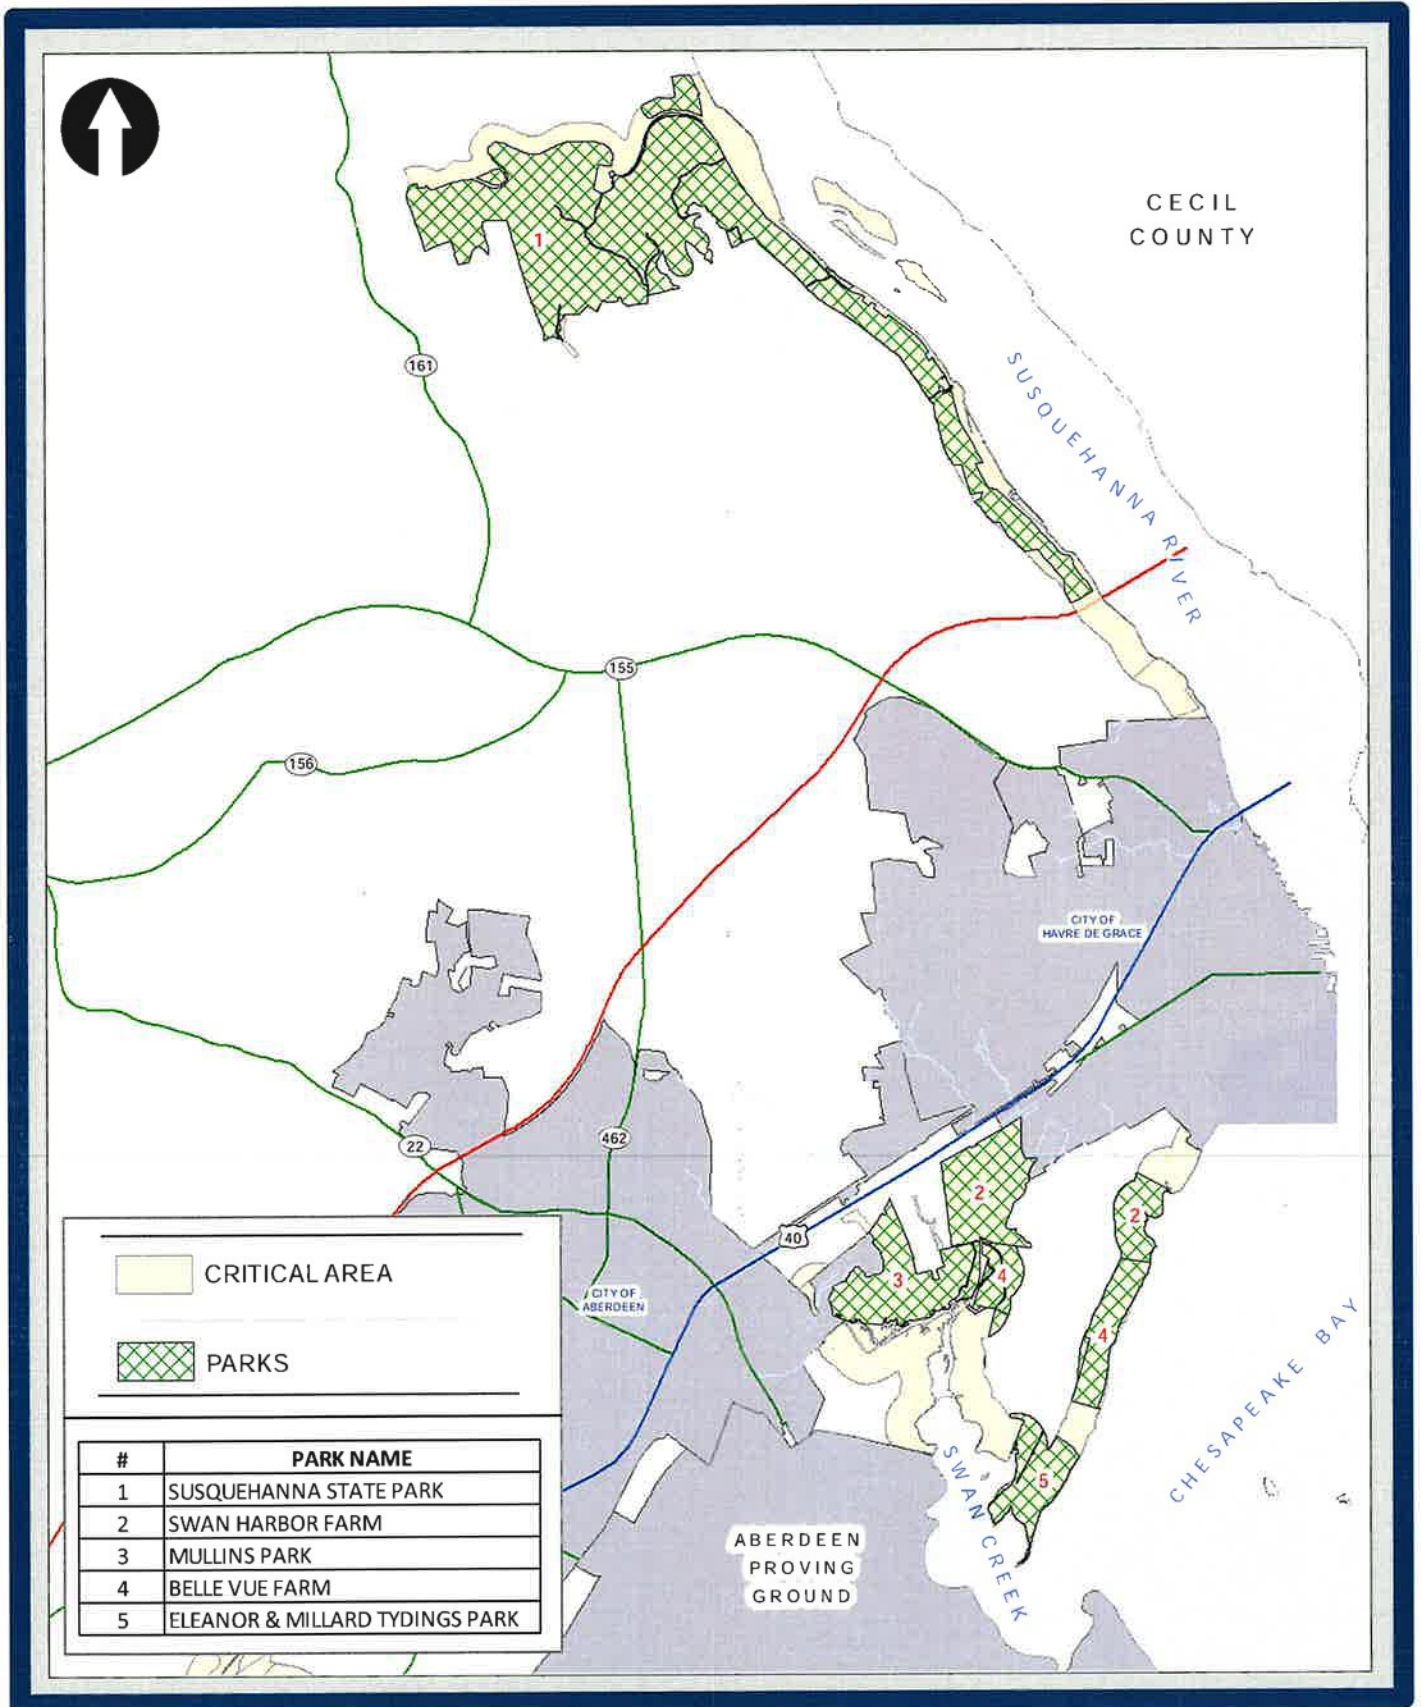 CECIL
COUNTY
1
161
SUSQUEHANNA RIVER
155
156
CITY OF
HAVRE DE GRACE
22
462
2
2
40
3
4
4
CITY OF
ABERDEEN
CRITICAL AREA
PARKS
CHESAPEAKE BAY
5
SWAN CREEK
ABERDEEN
PROVING
GROUND
# PARK NAME
1 SUSQUEHANNA STATE PARK
2 SWAN HARBOR FARM
3 MULLINS PARK
4 BELLE VUE FARM
5 ELEANOR & MILLARD TYDINGS PARK